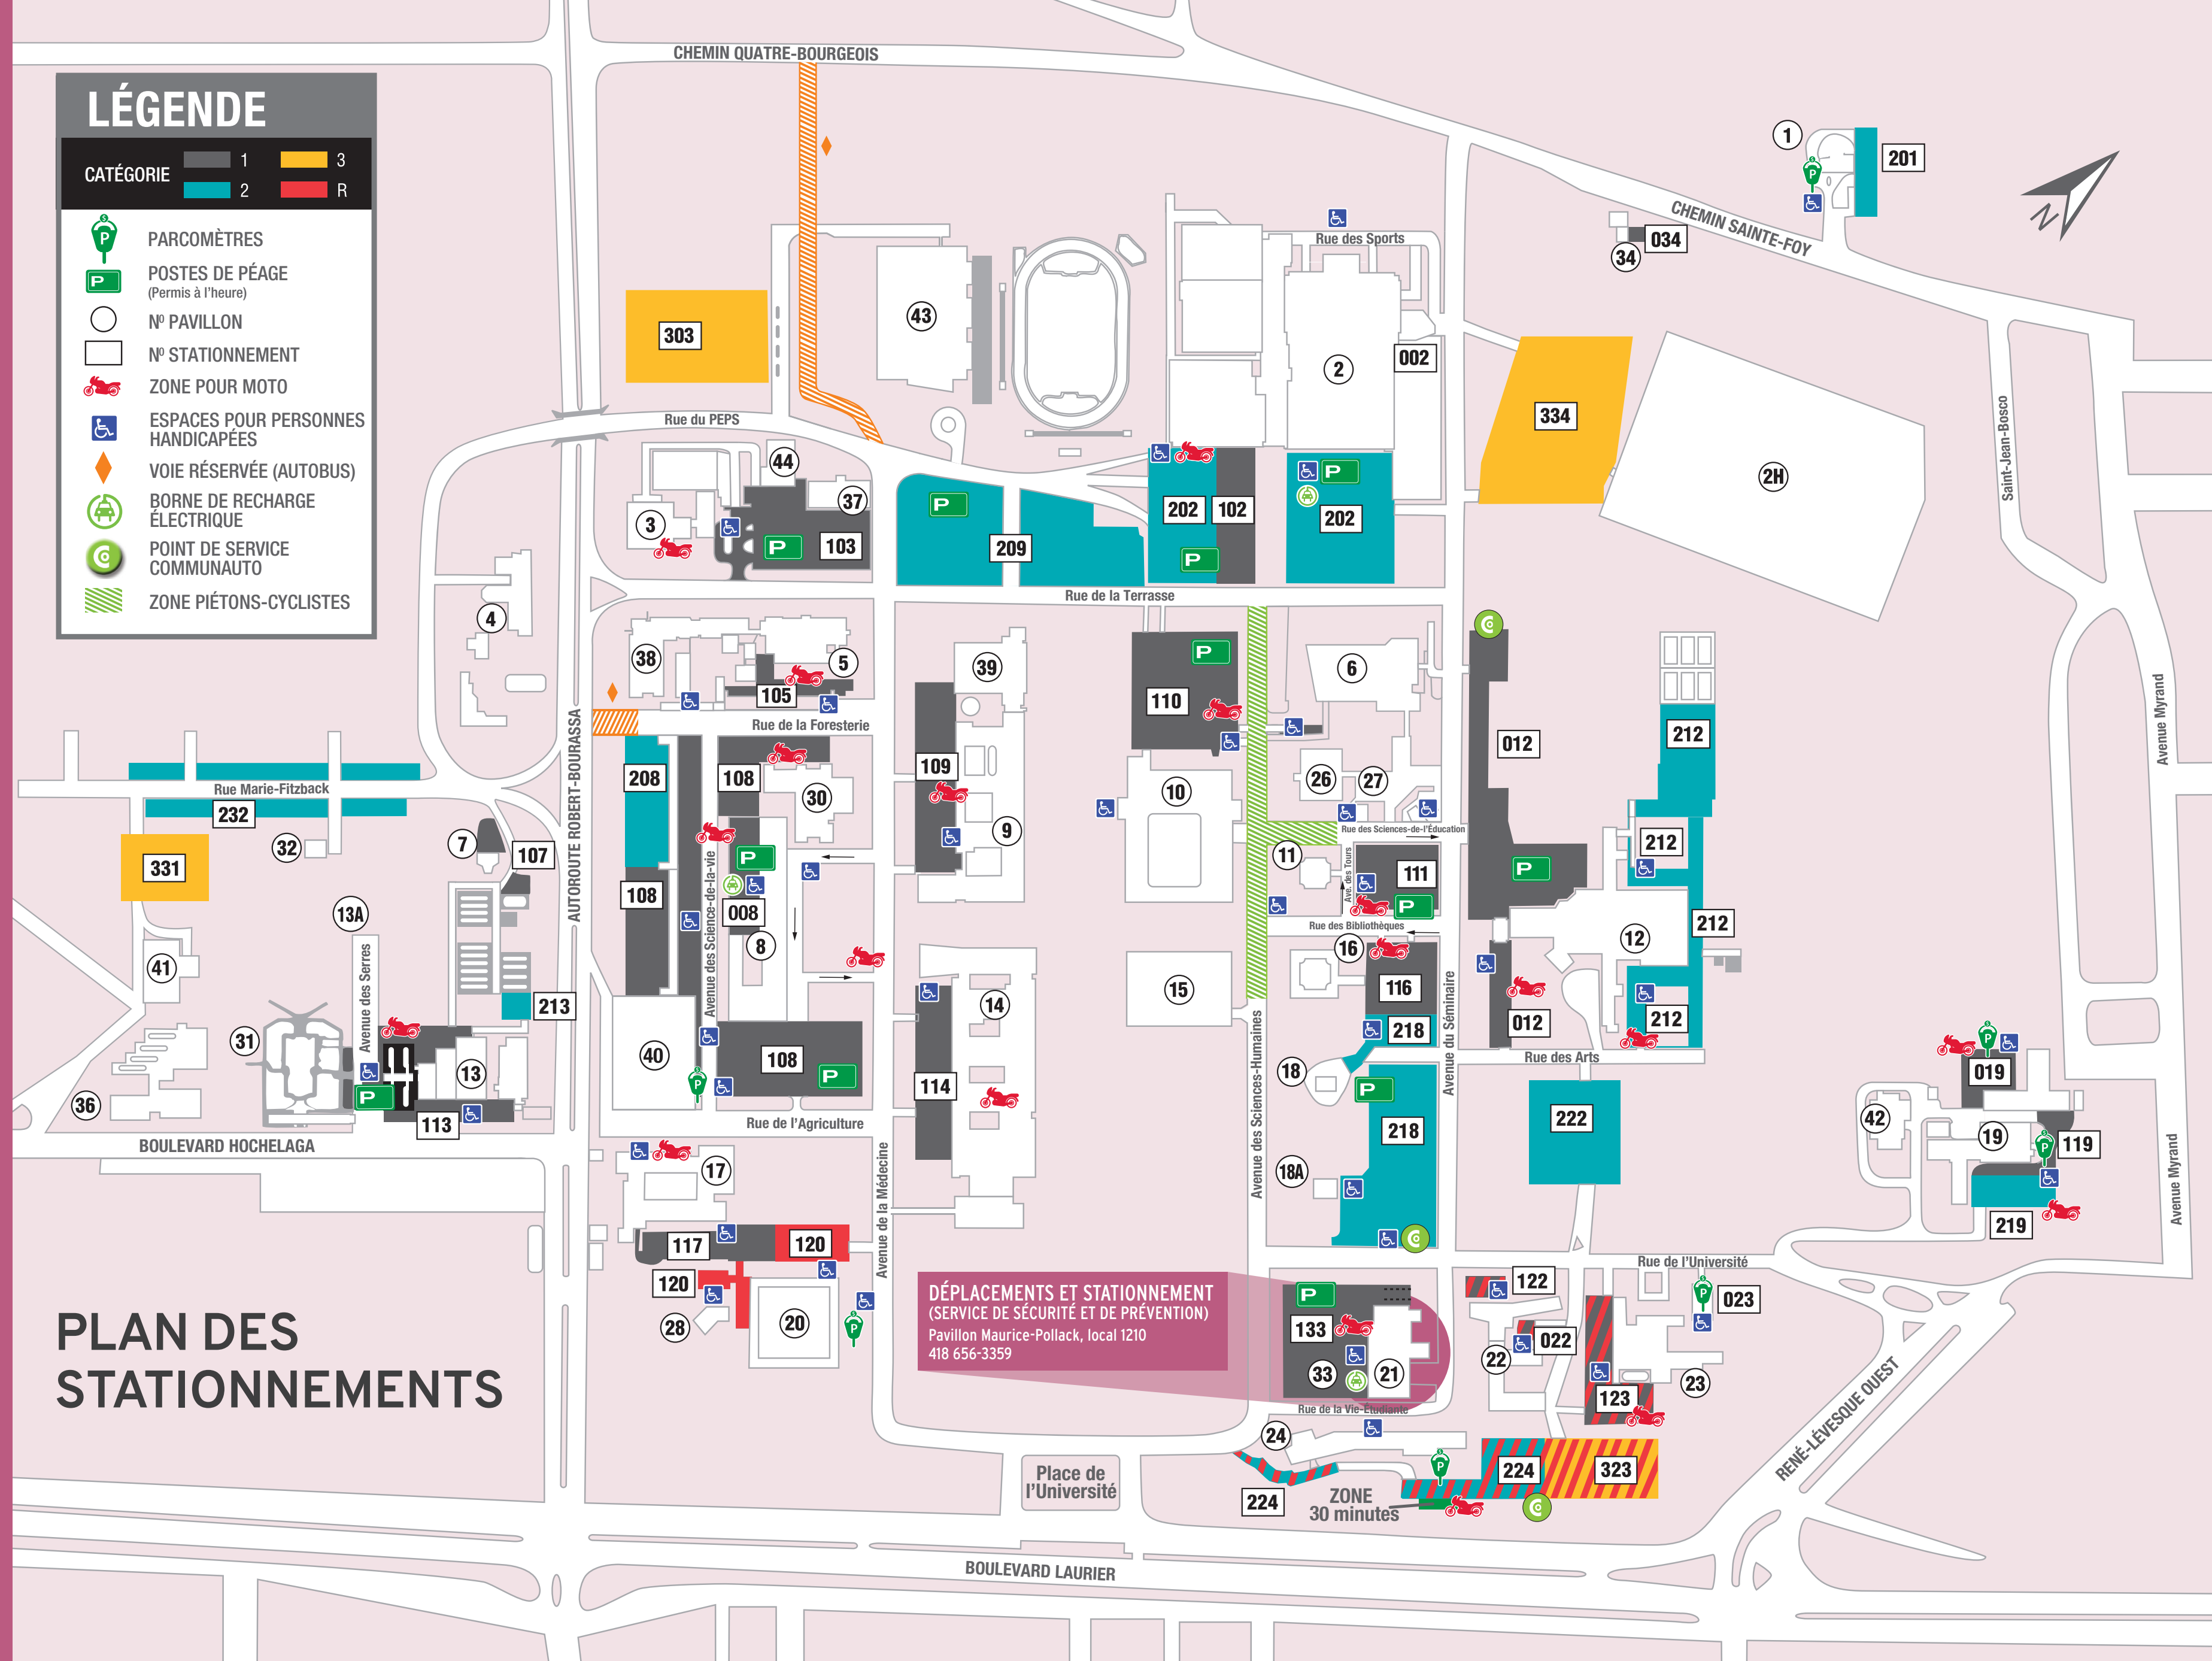 CHEMIN QUATRE-BOURGEOIS
LÉGENDE
CATÉGORIE
1
3
2
R
PARCOMÈTRES
POSTES DE PÉAGE
(Permis à l'heure)
Nº PAVILLON
Nº STATIONNEMENT
ZONE POUR MOTO
ESPACES POUR PERSONNES
HANDICAPÉES
VOIE RÉSERVÉE (AUTOBUS)
BORNE DE RECHARGE
ÉLECTRIQUE
POINT DE SERVICE
COMMUNAUTO
ZONE PIÉTONS-CYCLISTES
1
201
CHEMIN SAINTE-FOY
034
34
N
Rue des Sports
303
43
2
002
334
2H
Saint-Jean-Bosco
Rue du PEPS
44
37
3
103
209
202
102
202
Rue de la Terrasse
4
38
5
105
39
110
6
012
212
Avenue Myrand
Rue de la Foresterie
AUTOROUTE ROBERT-BOURASSA
208
108
30
109
9
10
26
27
Rue Marie-Fitzback
232
32
7
107
331
Rue des Sciences-de-l'Éducation
11
Ave. des Tours
111
212
108
Avenue des Science-de-la-vie
008
8
13A
Rue des Bibliothèques
212
12
16
116
41
Avenue des Serres
213
14
15
Avenue du Séminaire
012
212
218
31
40
108
13
36
113
114
18
Rue des Arts
Avenue des Sciences-Humaines
218
222
019
42
19
119
219
Avenue Myrand
BOULEVARD HOCHELAGA
Rue de l'Agriculture
17
Avenue de la Médecine
18A
117
120
120
28
20
Rue de l'Université
DÉPLACEMENTS ET STATIONNEMENT
(SERVICE DE SÉCURITÉ ET DE PRÉVENTION)
Pavillon Maurice-Pollack, local 1210
418 656-3359
133
33
21
122
022
22
023
23
123
Rue de la Vie-Étudiante
RENÉ-LÉVESQUE OUEST
PLAN DES
STATIONNEMENTS
24
224
323
224
ZONE
30 minutes
Place de
l'Université
BOULEVARD LAURIER